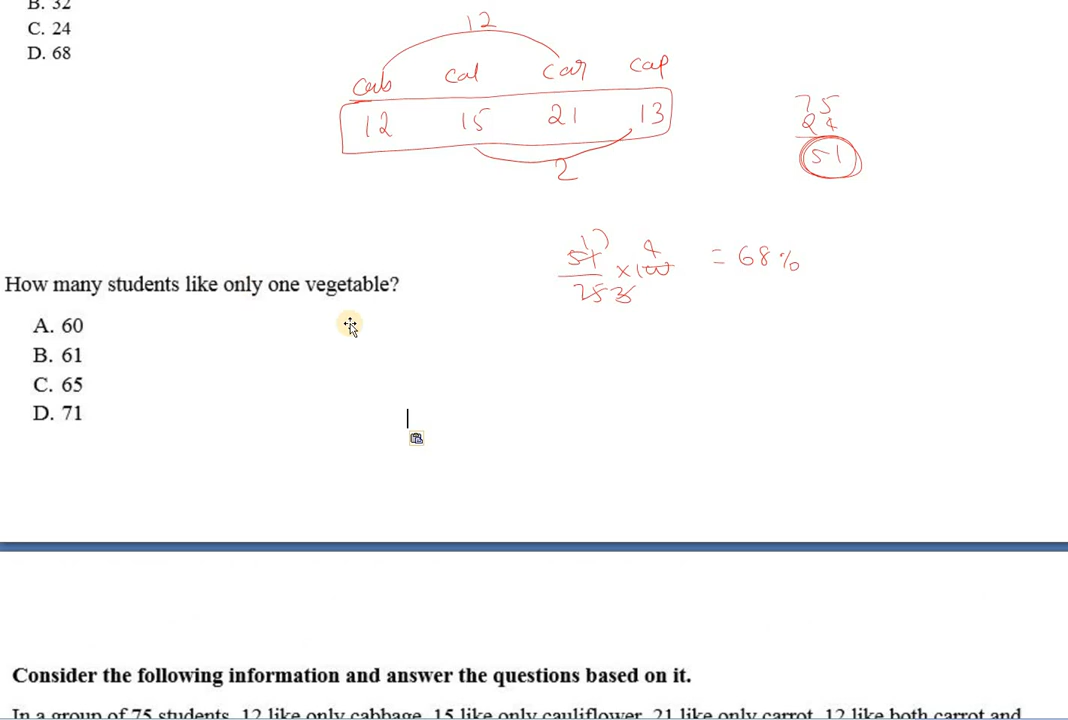 B. 32
C. 24
D. 68
12
cab cal car cap
12 15 21 13
2
75
24
51
17 4
51 × 100 = 68%
75 25
How many students like only one vegetable?
A. 60
B. 61
C. 65
D. 71
Consider the following information and answer the questions based on it.
In a group of 75 students, 12 like only cabbage, 15 like only cauliflower, 21 like only carrot, 12 like both carrot and